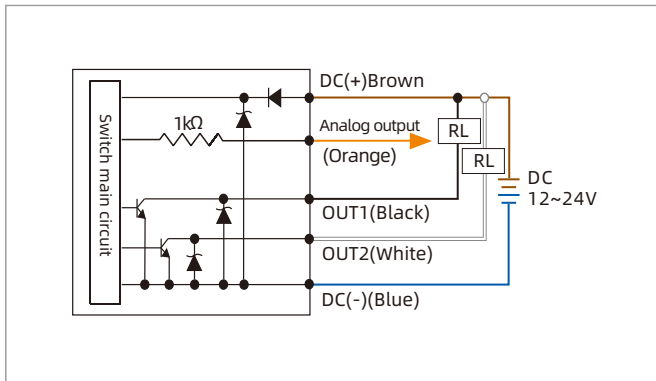 DC(+)Brown
Switch main circuit
1kΩ
Analog output
(Orange)
RL
RL
DC
12~24V
OUT1(Black)
OUT2(White)
DC(-)(Blue)